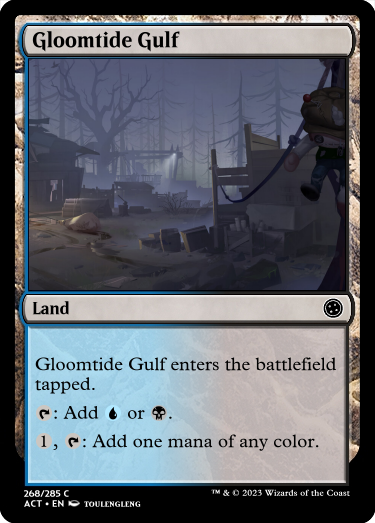 Gloomtide Gulf
Land
Gloomtide Gulf enters the battlefield
tapped.
: Add or .
1, : Add one mana of any color.
268/285 C
ACT • EN TOULENGLENG
™ & © 2023 Wizards of the Coast